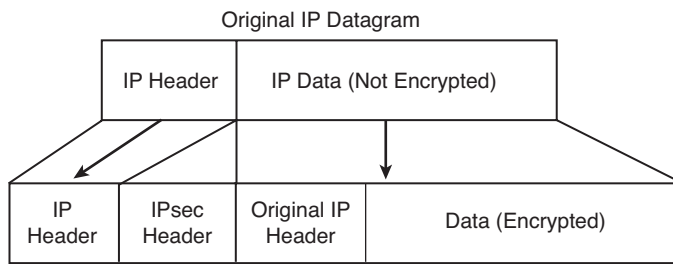 Original IP Datagram
IP Header
IP Data (Not Encrypted)
IP
Header
IPsec
Header
Original IP
Header
Data (Encrypted)